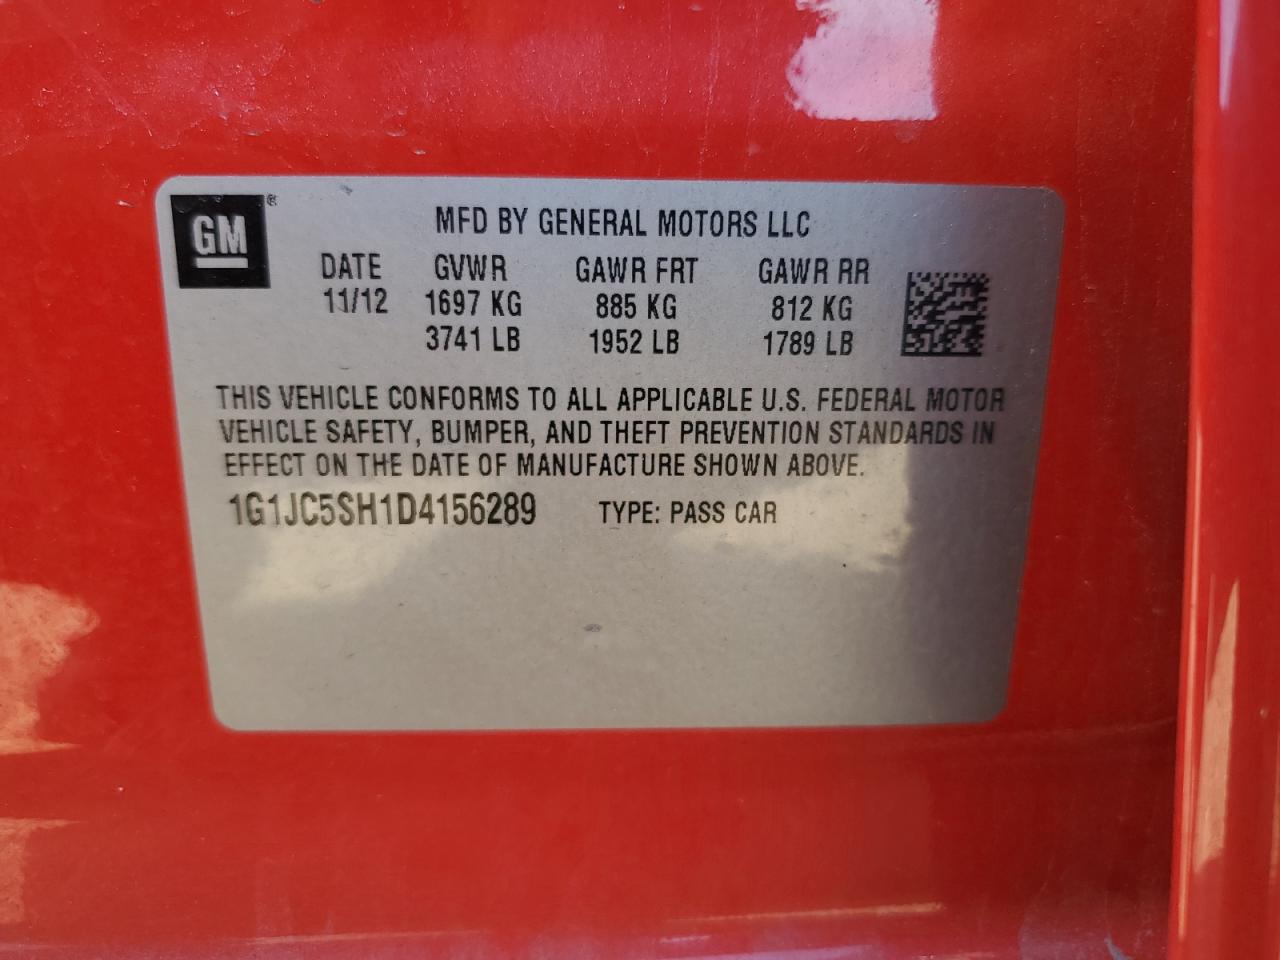 GM ®
MFD BY GENERAL MOTORS LLC
DATE GVWR GAWR FRT GAWR RR
11/12 1697 KG 885 KG 812 KG
3741 LB 1952 LB 1789 LB
THIS VEHICLE CONFORMS TO ALL APPLICABLE U.S. FEDERAL MOTOR
VEHICLE SAFETY, BUMPER, AND THEFT PREVENTION STANDARDS IN
EFFECT ON THE DATE OF MANUFACTURE SHOWN ABOVE.
1G1JC5SH1D4156289 TYPE: PASS CAR